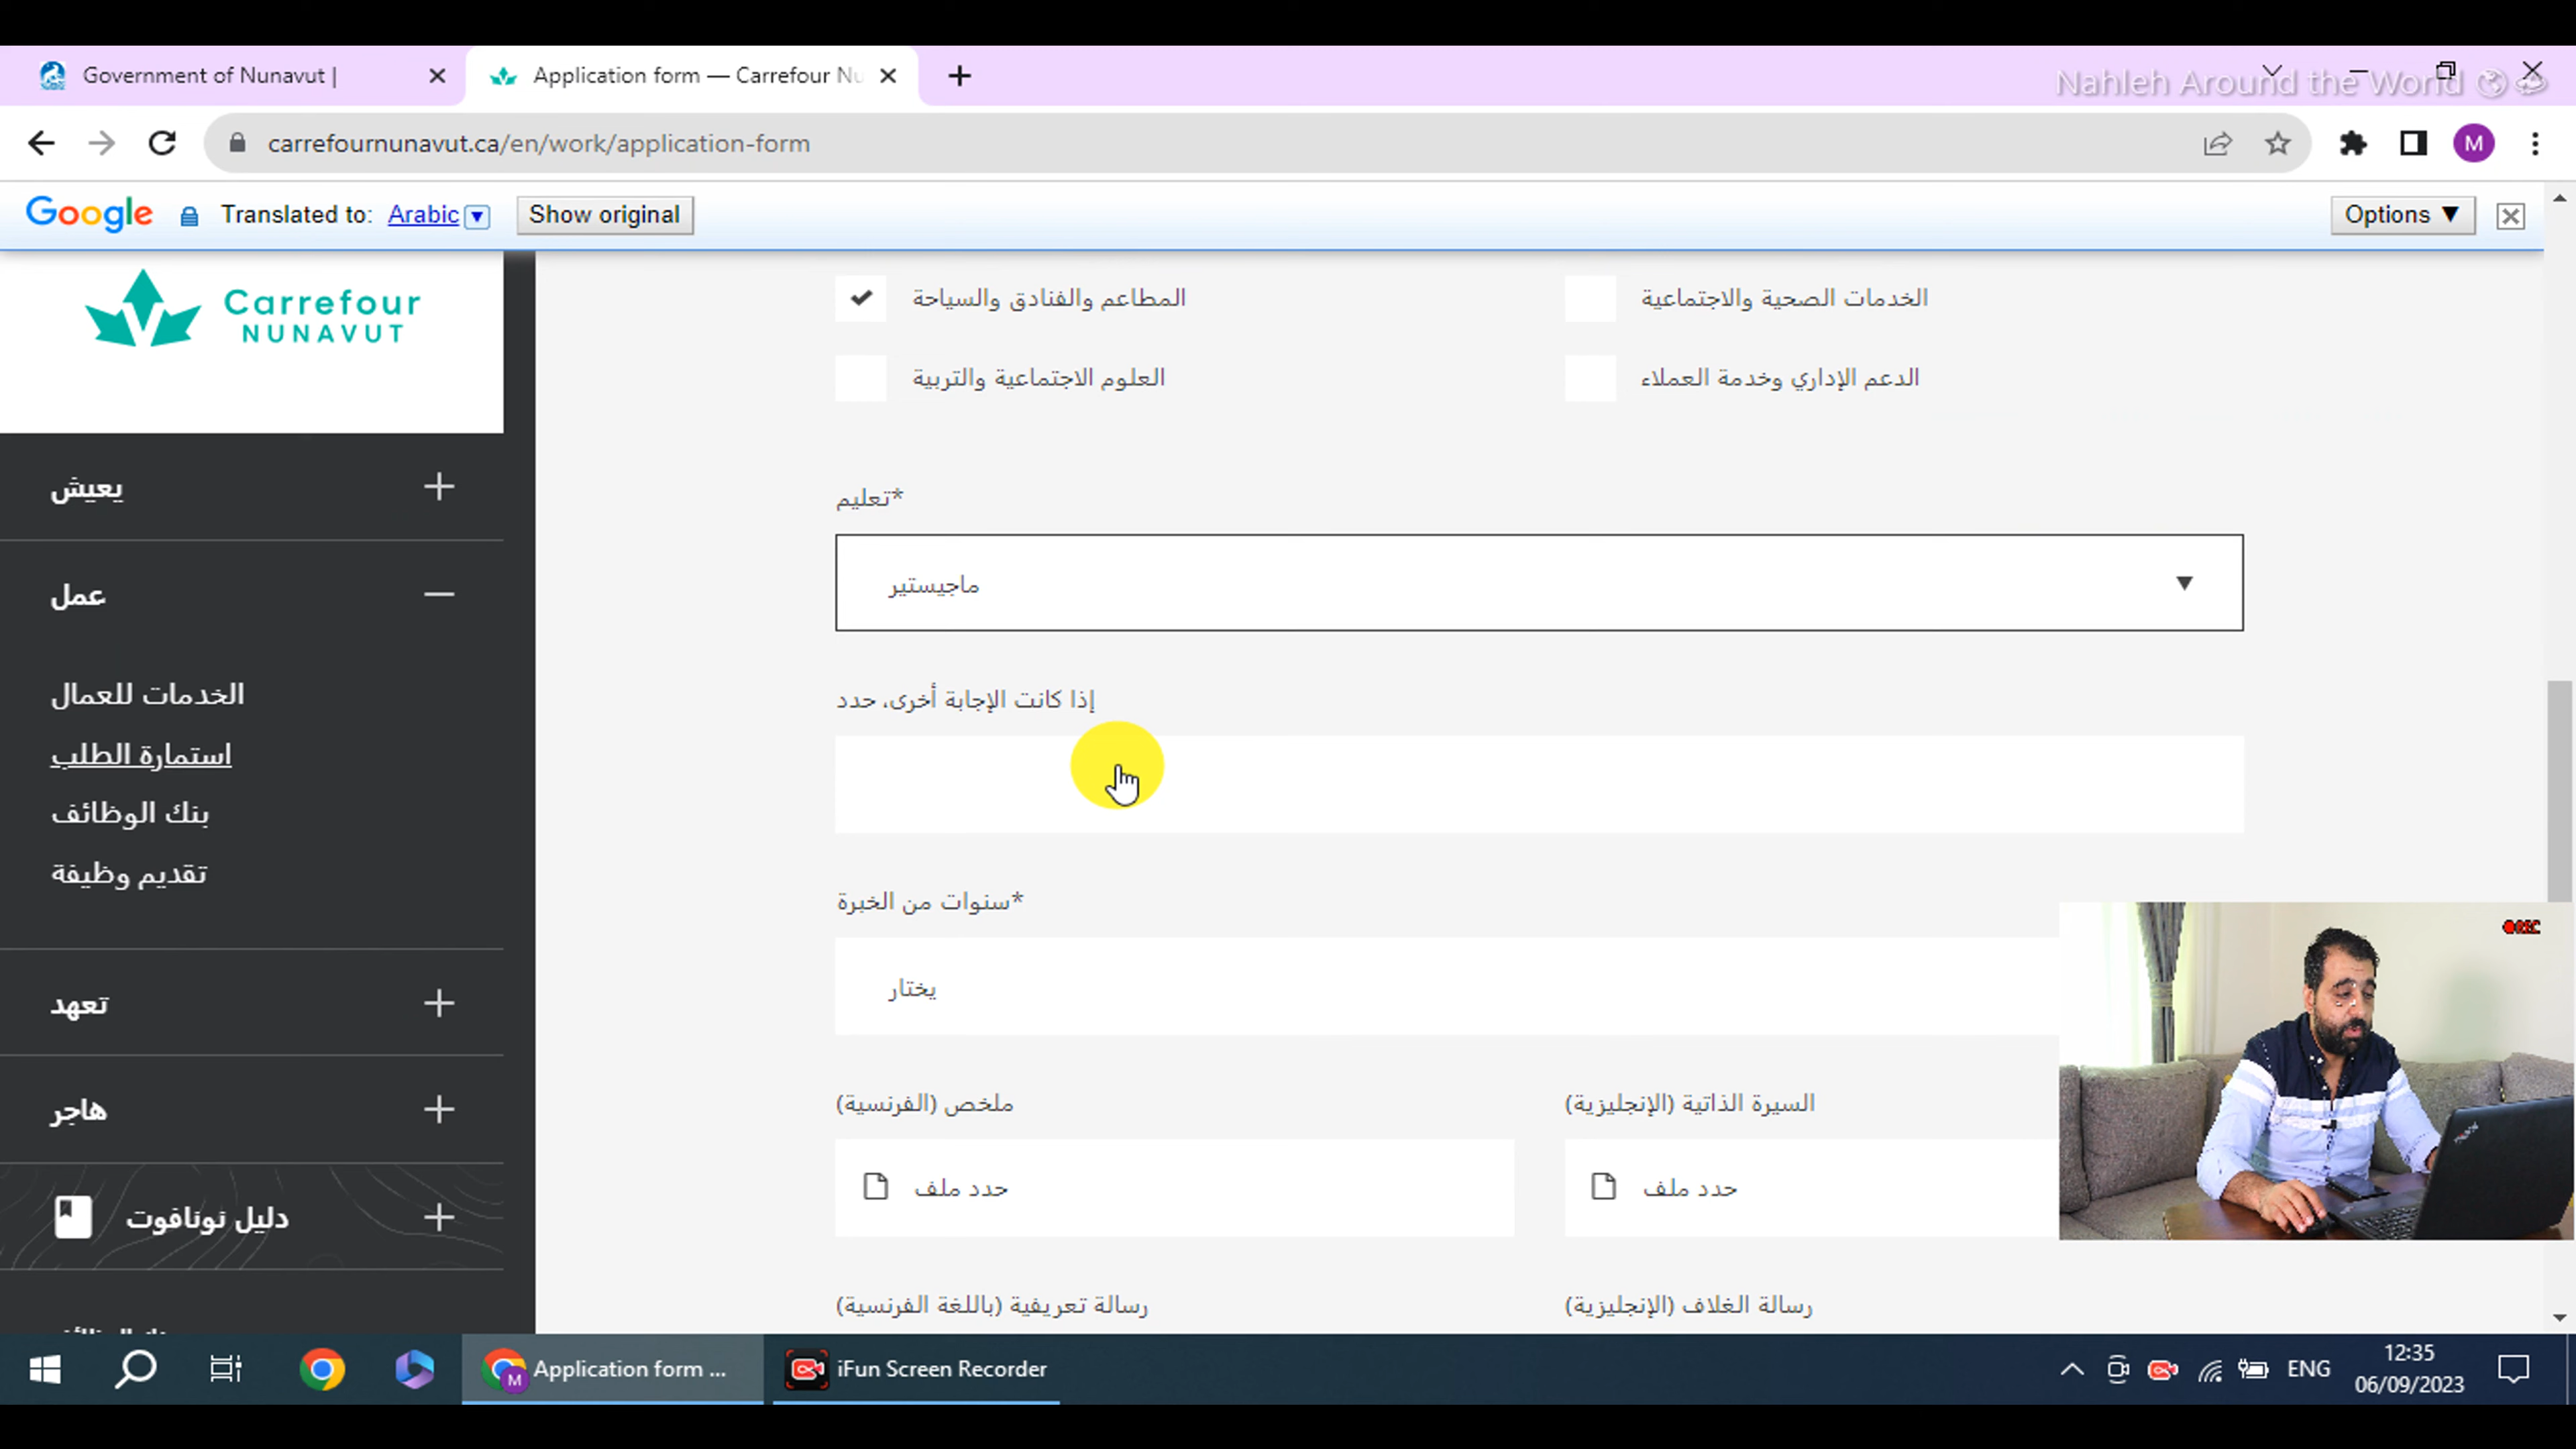 Government of Nunavut |
Application form — Carrefour Nu
Nahleh Around the World
carrefournunavut.ca/en/work/application-form
M
Google
Translated to: Arabic
Show original
Options ▼
Carrefour
NUNAVUT
يعيش
عمل
الخدمات للعمال
استمارة الطلب
بنك الوظائف
تقديم وظيفة
تعهد
هاجر
دليل نونافوت
المطاعم والفنادق والسياحة
الخدمات الصحية والاجتماعية
العلوم الاجتماعية والتربية
الدعم الإداري وخدمة العملاء
تعليم*
ماجيستير
إذا كانت الإجابة أخرى، حدد
سنوات من الخبرة*
يختار
ملخص (الفرنسية)
السيرة الذاتية (الإنجليزية)
حدد ملف
حدد ملف
رسالة تعريفية (باللغة الفرنسية)
رسالة الغلاف (الإنجليزية)
REC
M
Application form ...
iFun Screen Recorder
ENG
12:35
06/09/2023